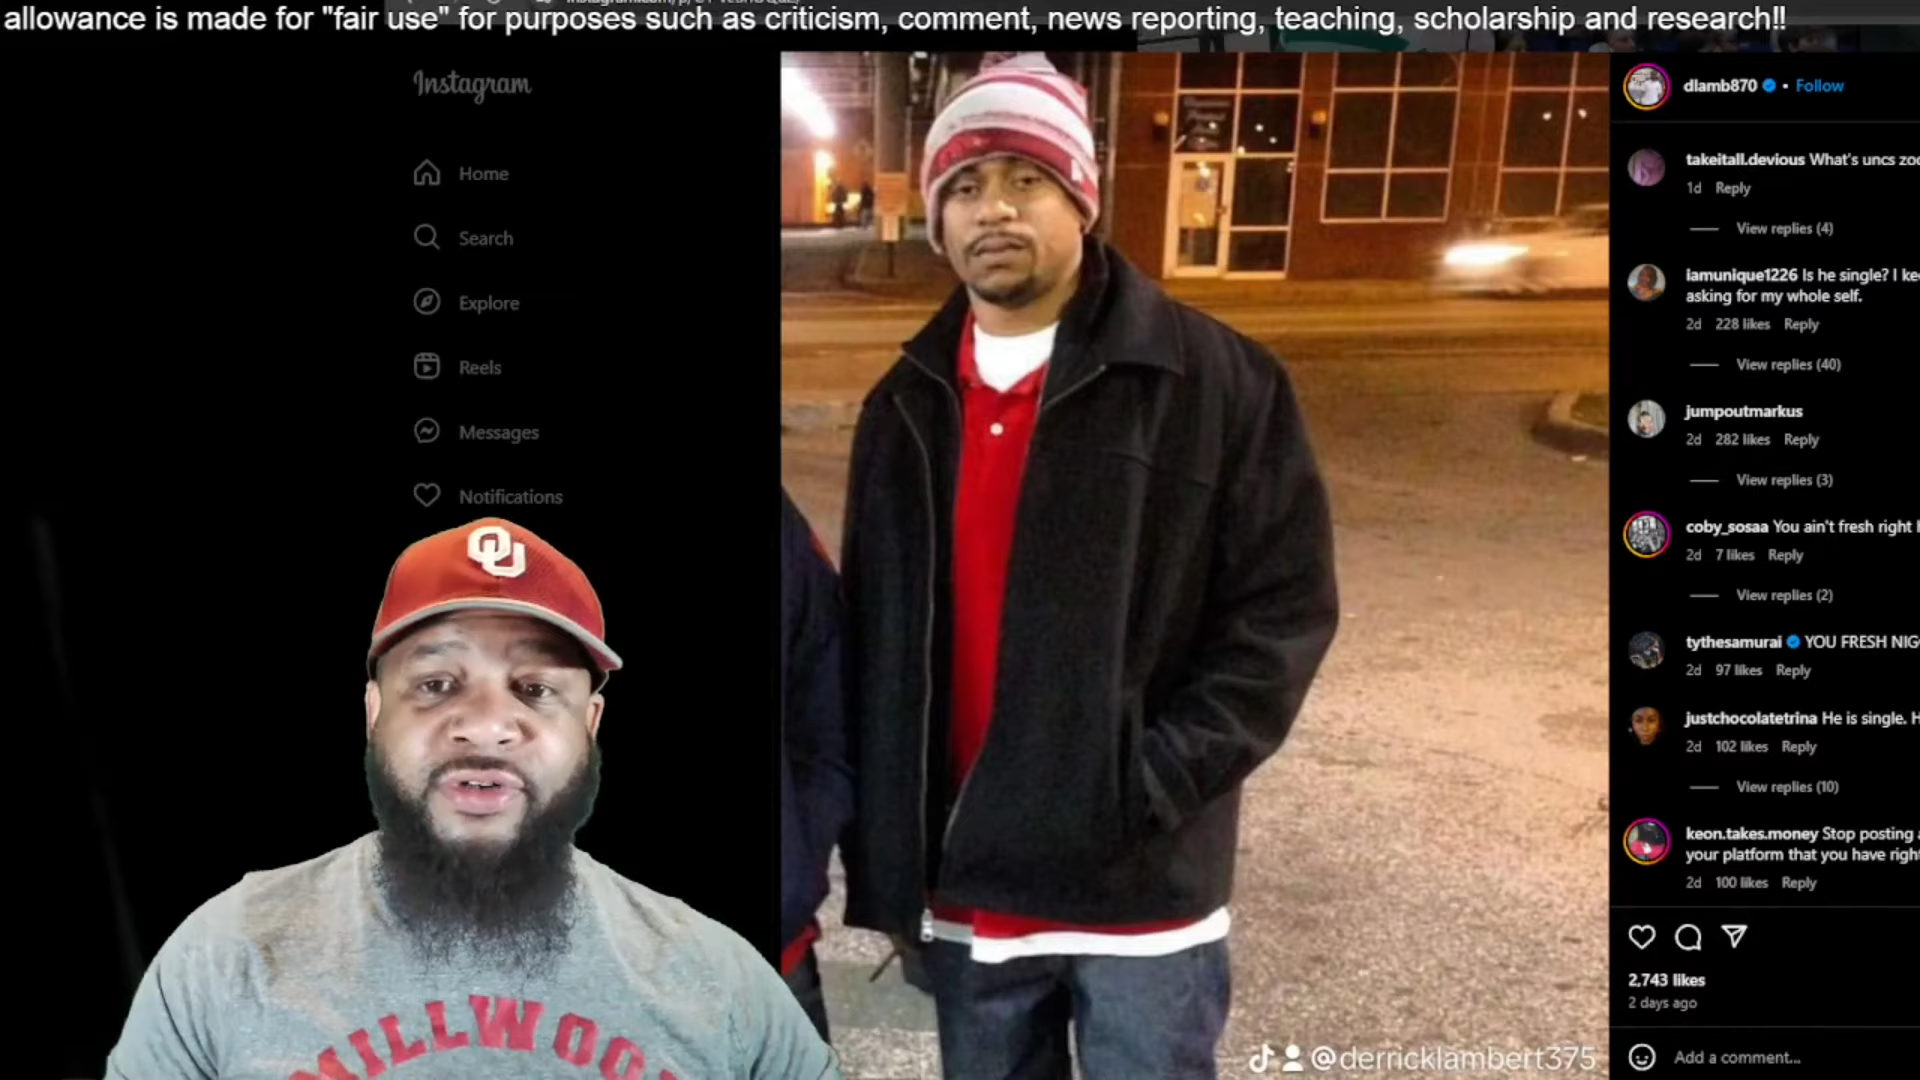 allowance is made for "fair use" for purposes such as criticism, comment, news reporting, teaching, scholarship and research!!
Instagram
Home
Search
Explore
Reels
Messages
Notifications
OU
MILLWOO
@derricklambert375
dlamb870 • Follow
takeitall.devious What's uncs zo
1d Reply
View replies (4)
iamunique1226 Is he single? I ke
asking for my whole self.
2d 228 likes Reply
View replies (40)
jumpoutmarkus
2d 282 likes Reply
View replies (3)
coby_sosaa You ain't fresh right
2d 7 likes Reply
View replies (2)
tythesamurai YOU FRESH NIG
2d 97 likes Reply
justchocolatetrina He is single. H
2d 102 likes Reply
View replies (10)
keon.takes.money Stop posting a
your platform that you have righ
2d 100 likes Reply
2,743 likes
2 days ago
Add a comment...